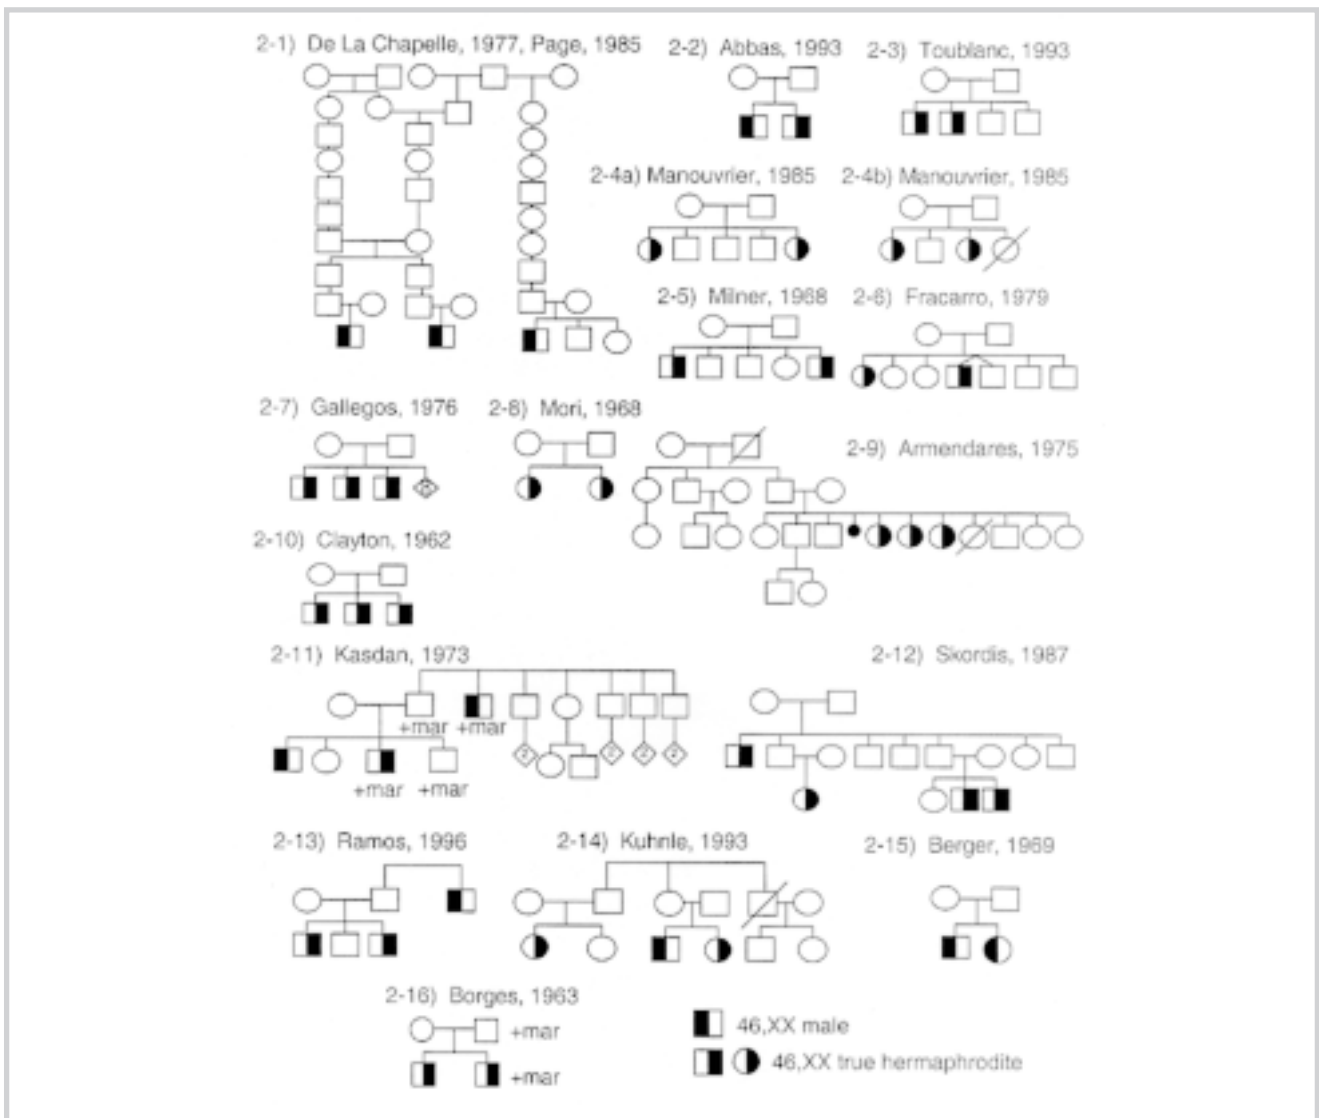 2-1) De La Chapelle, 1977, Page, 1985
2-2) Abbas, 1993
2-3) Toublanc, 1993
2-4a) Manouvrier, 1985
2-4b) Manouvrier, 1985
2-5) Milner, 1968
2-6) Fracarro, 1979
2-7) Gallegos, 1976
2-8) Mori, 1968
2-9) Armendares, 1975
2-10) Clayton, 1962
2-11) Kasdan, 1973
+mar +mar
2 2 2 2
+mar +mar
2-12) Skordis, 1987
2-13) Ramos, 1996
2-14) Kuhnle, 1993
2-15) Berger, 1969
2-16) Borges, 1963
+mar
+mar
46,XX male
46,XX true hermaphrodite